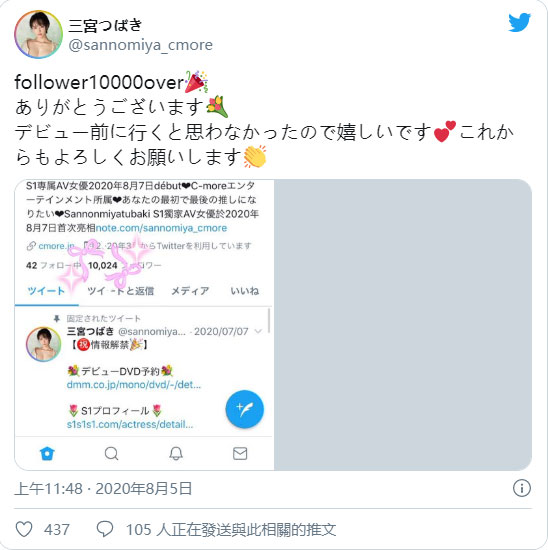 三宮つばき
@sannomiya_cmore
follower10000over🎉
ありがとうございます💐
デビュー前に行くと思わなかったので嬉しいです💕これか
らもよろしくお願いします👏
S1専属AV女優2020年8月7日début❤C-moreエンタ
ーテインメント所属❤あなたの最初で最後の推しにな
りたい❤Sannonmiyatubaki S1獨家AV女優於2020年
8月7日首次亮相note.com/sannomiya_cmore
cmore.jp 20年3月からTwitterを利用しています
42 フォロー中 10,024 フォロワー
ツイート ツイートと返信 メディア いいね
固定されたツイート
三宮つばき @sannomiya... · 2020/07/07
【㊗情報解禁🎉】
💐デビューDVD予約💐
dmm.co.jp/mono/dvd/-/det...
🌷S1プロフィール🌷
s1s1s1.com/actress/detail...
上午11:48 · 2020年8月5日
437 105 人正在發送與此相關的推文